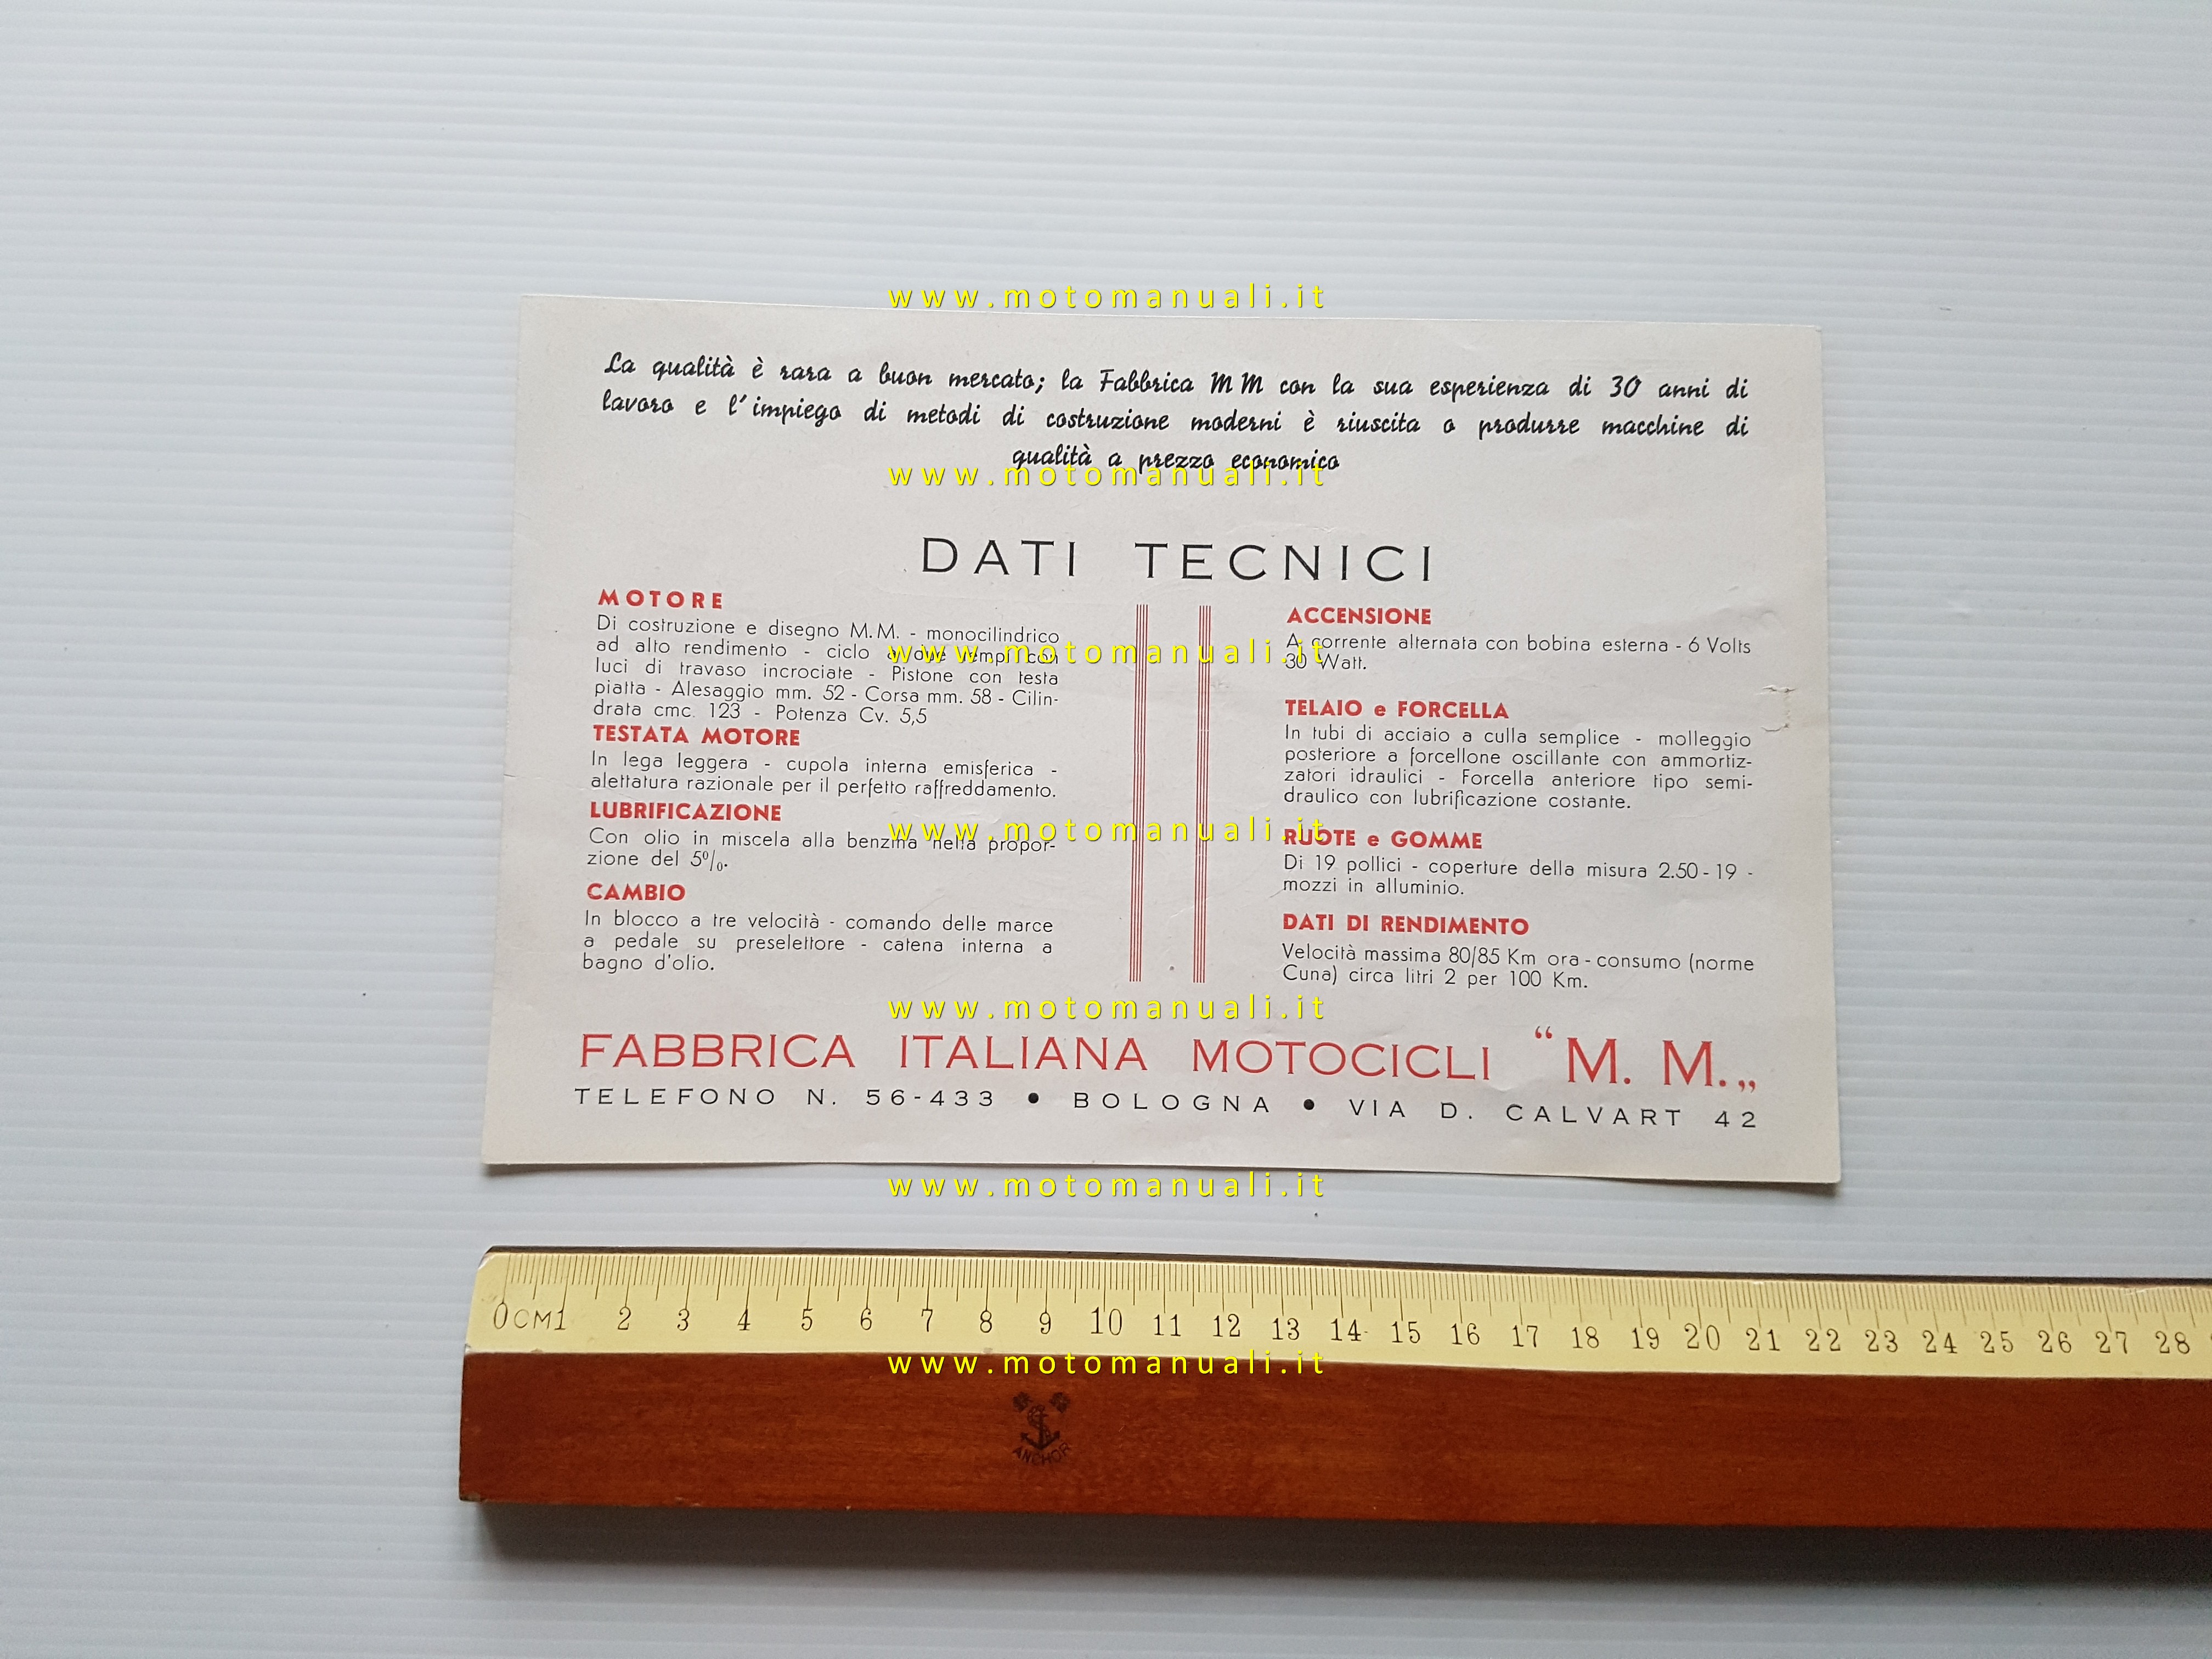 www.motomanuali.it
La qualità è rara a buon mercato; la Fabbrica MM con la sua esperienza di 30 anni di
lavoro e l'impiego di metodi di costruzione moderni è riuscita a produrre macchine di
qualità a prezzo economico
www.motomanuali.it
DATI TECNICI
MOTORE
Di costruzione e disegno M.M. - monocilindrico
ad alto rendimento - ciclo a due tempi con
luci di travaso incrociate - Pistone con testa
piatta - Alesaggio mm. 52 - Corsa mm. 58 - Cilin-
drata cmc. 123 - Potenza Cv. 5,5
TESTATA MOTORE
In lega leggera - cupola interna emisferica -
alettatura razionale per il perfetto raffreddamento.
LUBRIFICAZIONE
Con olio in miscela alla benzina nella propor-
zione del 5%.
CAMBIO
In blocco a tre velocità - comando delle marce
a pedale su preselettore - catena interna a
bagno d'olio.
ACCENSIONE
A corrente alternata con bobina esterna - 6 Volts
30 Watt.
TELAIO e FORCELLA
In tubi di acciaio a culla semplice - molleggio
posteriore a forcellone oscillante con ammortiz-
zatori idraulici - Forcella anteriore tipo semi-
draulico con lubrificazione costante.
RUOTE e GOMME
Di 19 pollici - coperture della misura 2.50-19 -
mozzi in alluminio.
DATI DI RENDIMENTO
Velocità massima 80/85 Km ora - consumo (norme
Cuna) circa litri 2 per 100 Km.
www.motomanuali.it
www.motomanuali.it
www.motomanuali.it
FABBRICA ITALIANA MOTOCICLI “M. M.„
TELEFONO N. 56-433 • BOLOGNA • VIA D. CALVART 42
www.motomanuali.it
0CM1 2 3 4 5 6 7 8 9 10 11 12 13 14 15 16 17 18 19 20 21 22 23 24 25 26 27 28
www.motomanuali.it
ANCHOR